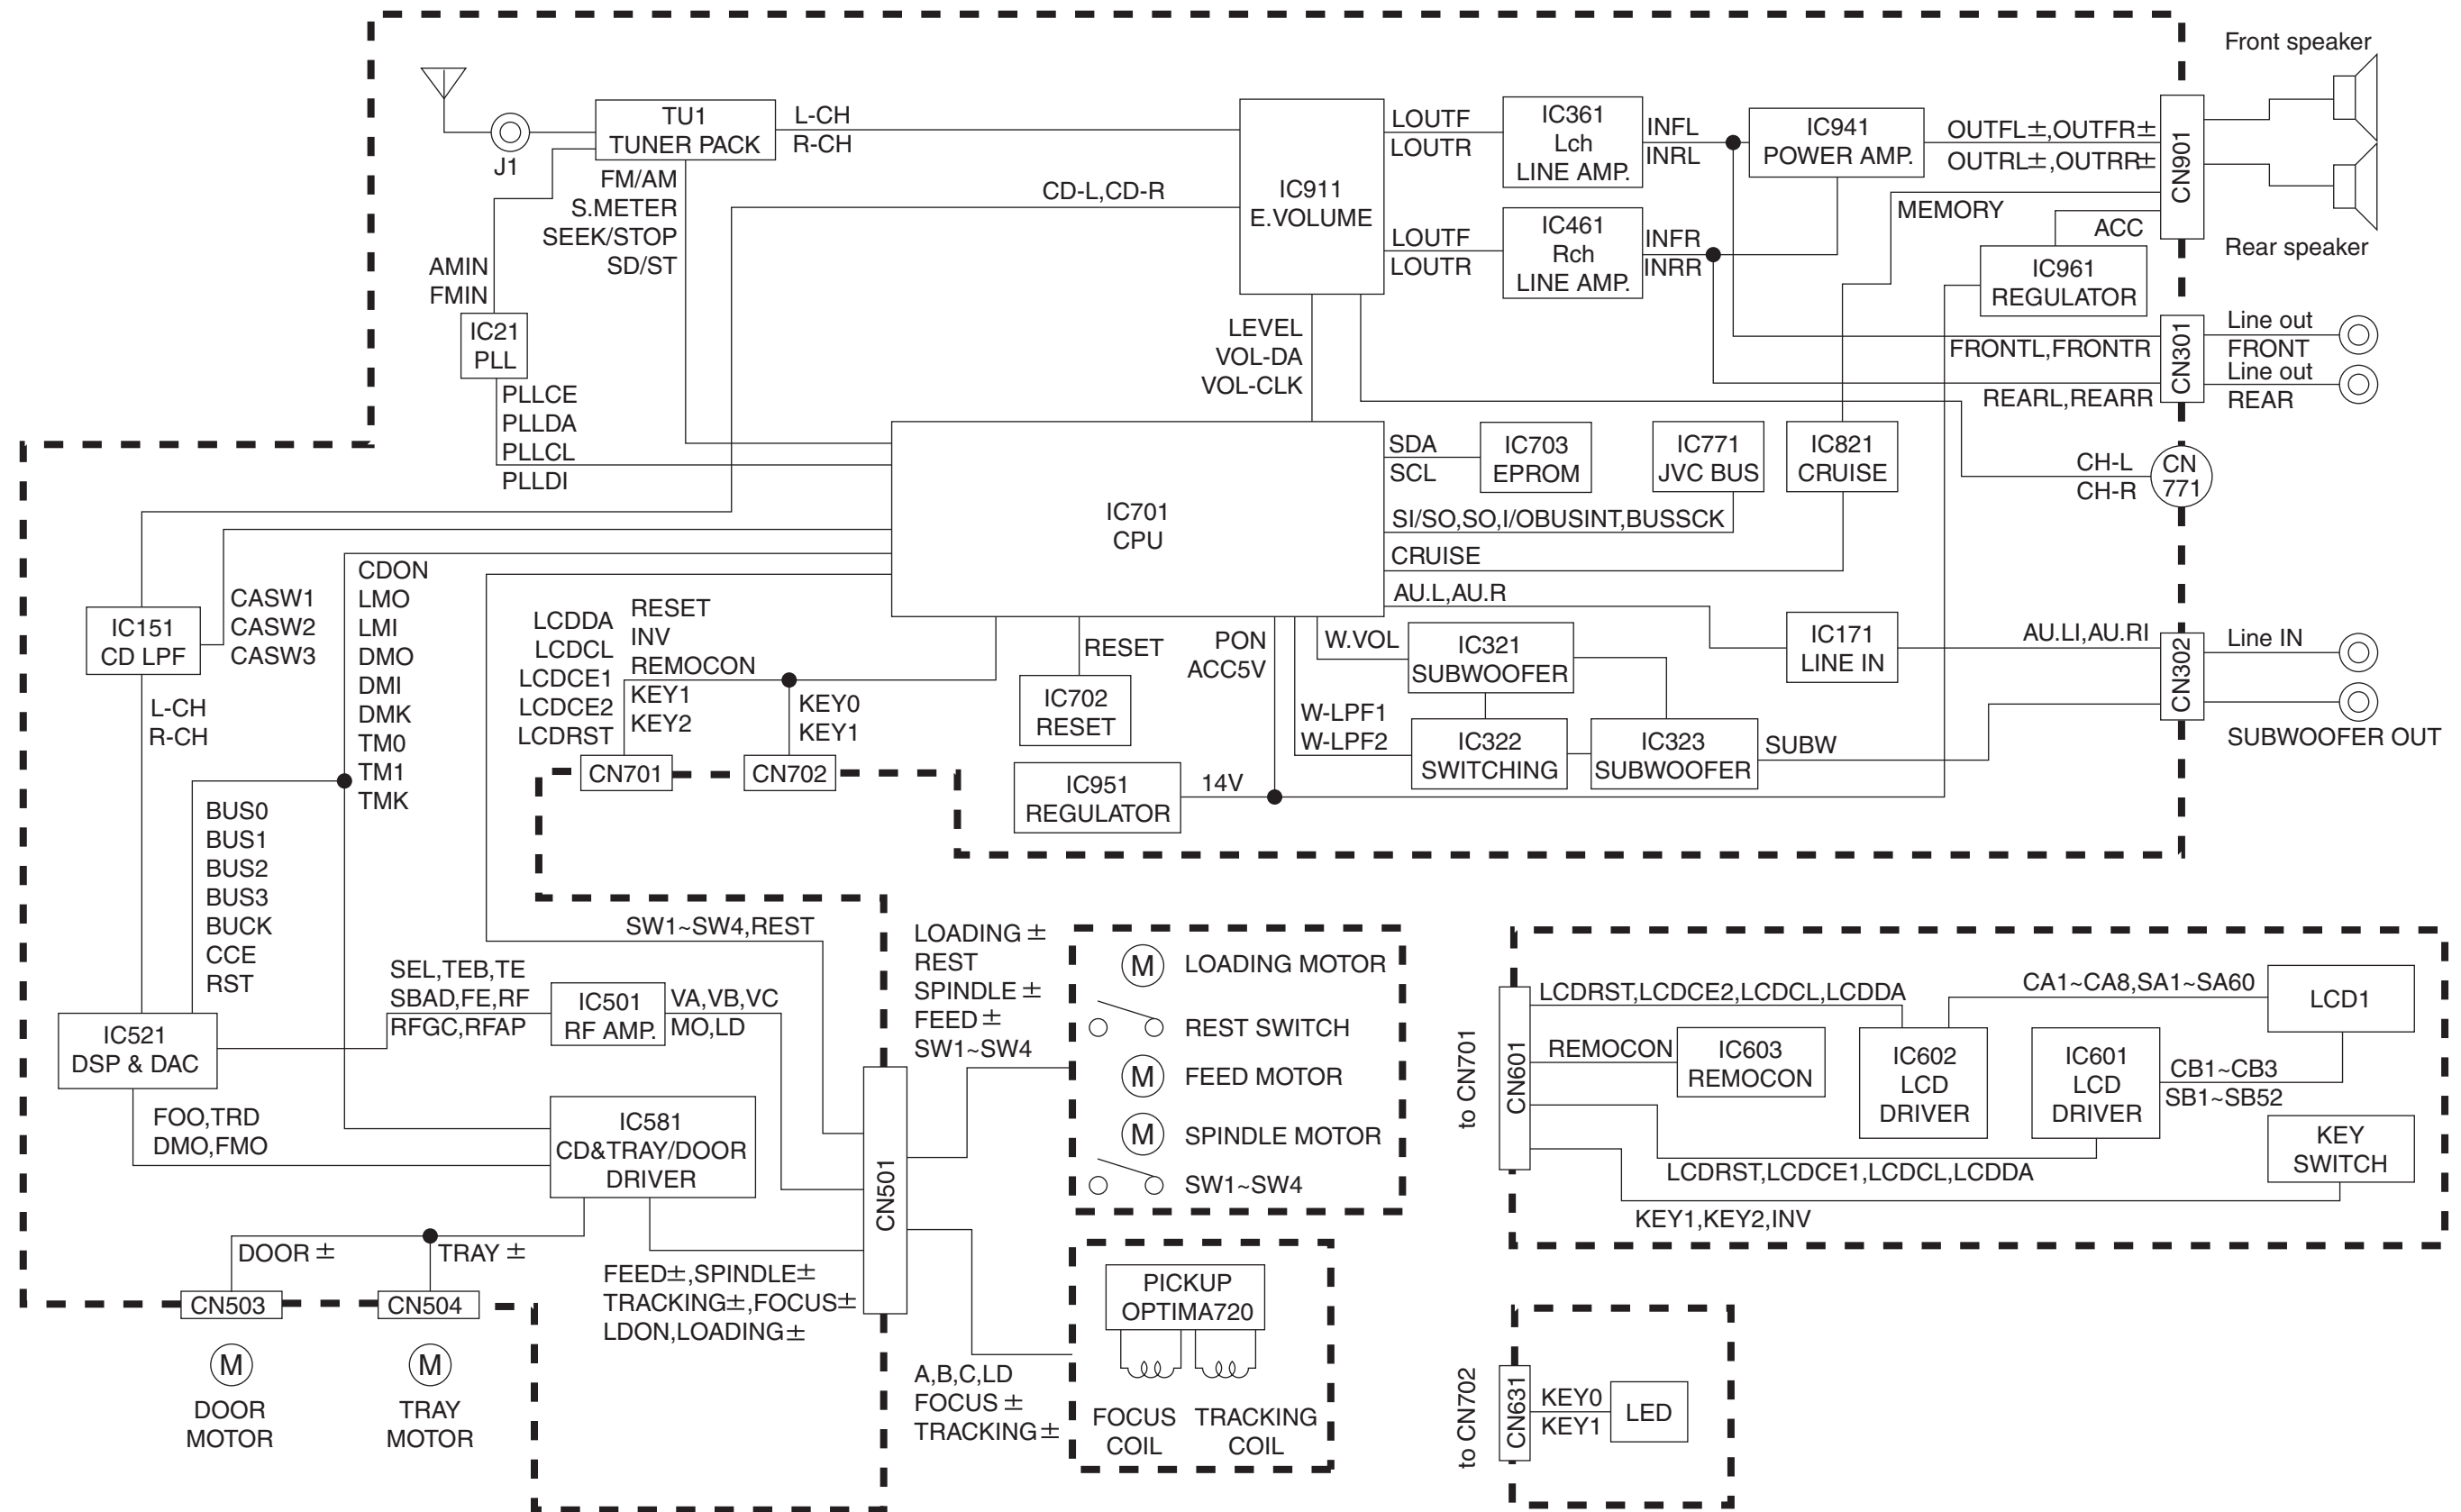 Front speaker
TU1
TUNER PACK
L-CH
R-CH
J1
FM/AM
S.METER
SEEK/STOP
SD/ST
CD-L,CD-R
IC911
E.VOLUME
LOUTF
LOUTR
IC361
Lch
LINE AMP.
INFL
INRL
IC941
POWER AMP.
OUTFL±,OUTFR±
OUTRL±,OUTRR±
CN901
LOUTF
LOUTR
IC461
Rch
LINE AMP.
INFR
INRR
MEMORY
ACC
Rear speaker
IC961
REGULATOR
AMIN
FMIN
IC21
PLL
PLLCE
PLLDA
PLLCL
PLLDI
LEVEL
VOL-DA
VOL-CLK
FRONTL,FRONTR
REARL,REARR
CN301
Line out
FRONT
Line out
REAR
IC701
CPU
SDA
SCL
IC703
EPROM
IC771
JVC BUS
IC821
CRUISE
CH-L
CH-R
CN
771
SI/SO,SO,I/OBUSINT,BUSSCK
CRUISE
AU.L,AU.R
IC151
CD LPF
CASW1
CASW2
CASW3
CDON
LMO
LMI
DMO
DMI
DMK
TM0
TM1
TMK
LCDDA
LCDCL
LCDCE1
LCDCE2
LCDRST
RESET
INV
REMOCON
KEY1
KEY2
KEY0
KEY1
RESET
IC702
RESET
PON
ACC5V
W.VOL
IC321
SUBWOOFER
IC171
LINE IN
AU.LI,AU.RI
CN302
Line IN
SUBWOOFER OUT
W-LPF1
W-LPF2
IC322
SWITCHING
IC323
SUBWOOFER
SUBW
L-CH
R-CH
CN701
CN702
IC951
REGULATOR
14V
BUS0
BUS1
BUS2
BUS3
BUCK
CCE
RST
SW1~SW4,REST
SEL,TEB,TE
SBAD,FE,RF
RFGC,RFAP
IC501
RF AMP.
VA,VB,VC
MO,LD
IC521
DSP & DAC
FOO,TRD
DMO,FMO
IC581
CD&TRAY/DOOR
DRIVER
CN501
LOADING ±
REST
SPINDLE ±
FEED ±
SW1~SW4
M
LOADING MOTOR
REST SWITCH
M
FEED MOTOR
M
SPINDLE MOTOR
SW1~SW4
to CN701
CN601
LCDRST,LCDCE2,LCDCL,LCDDA
REMOCON
IC603
REMOCON
IC602
LCD
DRIVER
CA1~CA8,SA1~SA60
LCD1
IC601
LCD
DRIVER
CB1~CB3
SB1~SB52
KEY
SWITCH
LCDRST,LCDCE1,LCDCL,LCDDA
KEY1,KEY2,INV
DOOR ±
TRAY ±
CN503
CN504
FEED±,SPINDLE±
TRACKING±,FOCUS±
LDON,LOADING±
M
DOOR
MOTOR
M
TRAY
MOTOR
A,B,C,LD
FOCUS ±
TRACKING ±
PICKUP
OPTIMA720
FOCUS
COIL
TRACKING
COIL
to CN702
CN631
KEY0
KEY1
LED